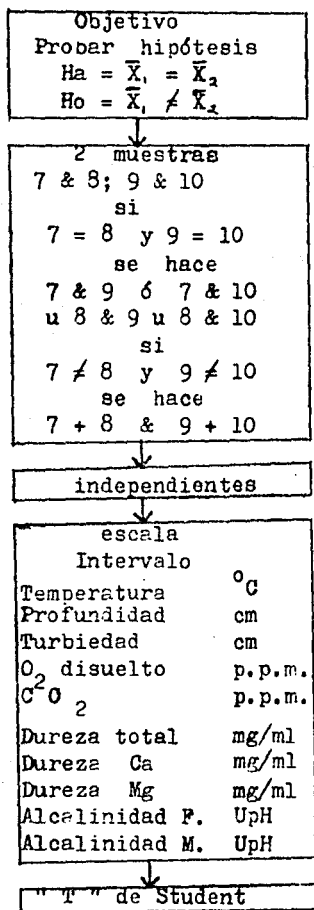 Objetivo
Probar hipótesis
Ha = X̅₁ = X̅₂
Ho = X̅₁ ≠ X̅₂
2 muestras
7 & 8; 9 & 10
si
7 = 8 y 9 = 10
se hace
7 & 9 ó 7 & 10
u 8 & 9 u 8 & 10
si
7 ≠ 8 y 9 ≠ 10
se hace
7 + 8 & 9 + 10
independientes
escala
Intervalo
Temperatura °C
Profundidad cm
Turbiedad cm
O₂ disuelto p.p.m.
C²O₂ p.p.m.
Dureza total mg/ml
Dureza Ca mg/ml
Dureza Mg mg/ml
Alcalinidad F. UpH
Alcalinidad M. UpH
" T " de Student